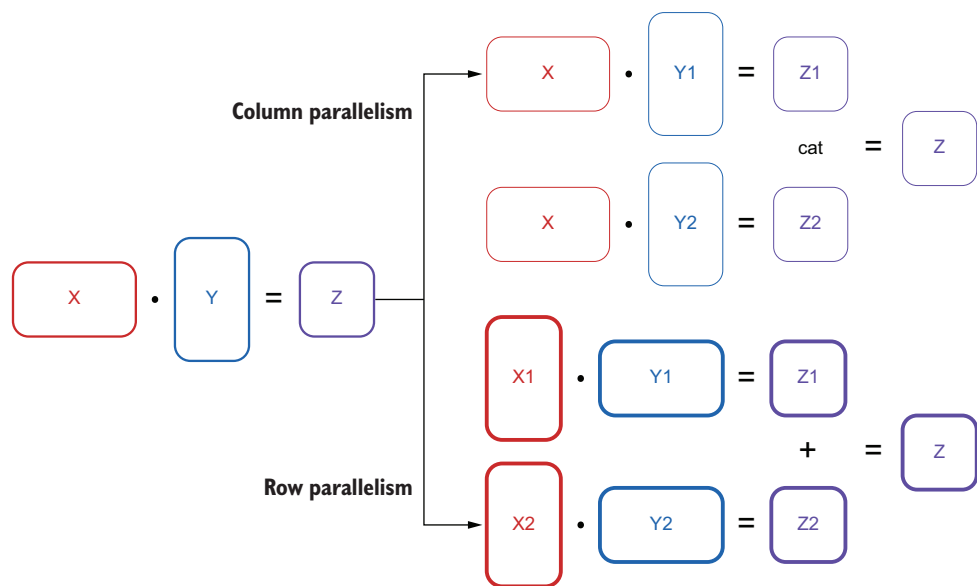 Column parallelism
X · Y1 = Z1
cat = Z
X · Y2 = Z2
X · Y = Z
X1 · Y1 = Z1
+ = Z
Row parallelism
X2 · Y2 = Z2